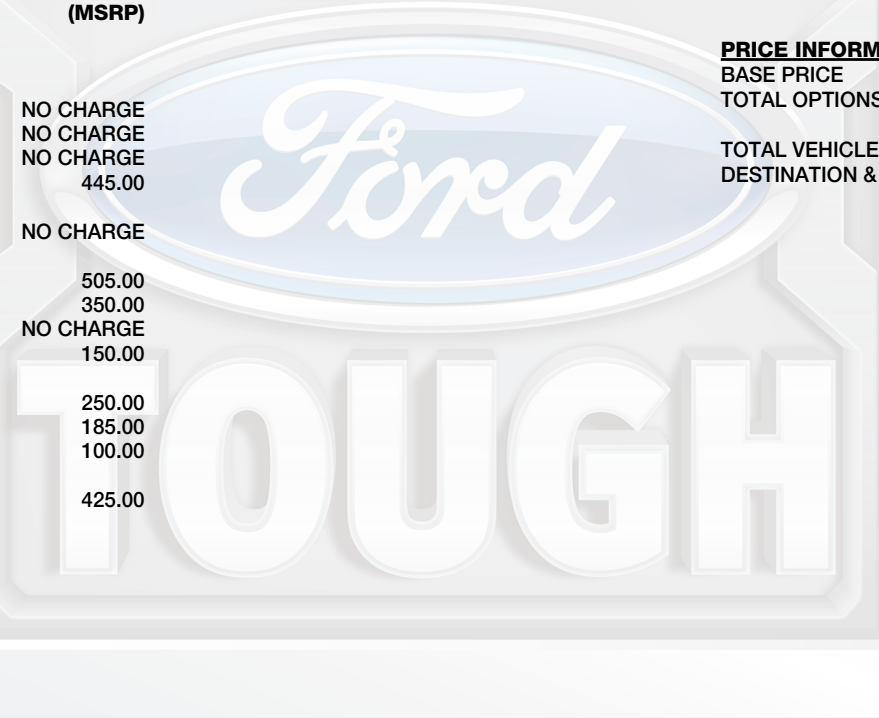 (MSRP)
NO CHARGE
NO CHARGE
NO CHARGE
445.00
NO CHARGE
505.00
350.00
NO CHARGE
150.00
250.00
185.00
100.00
425.00
PRICE INFORM
BASE PRICE
TOTAL OPTIONS
TOTAL VEHICLE
DESTINATION &
Ford
TOUGH